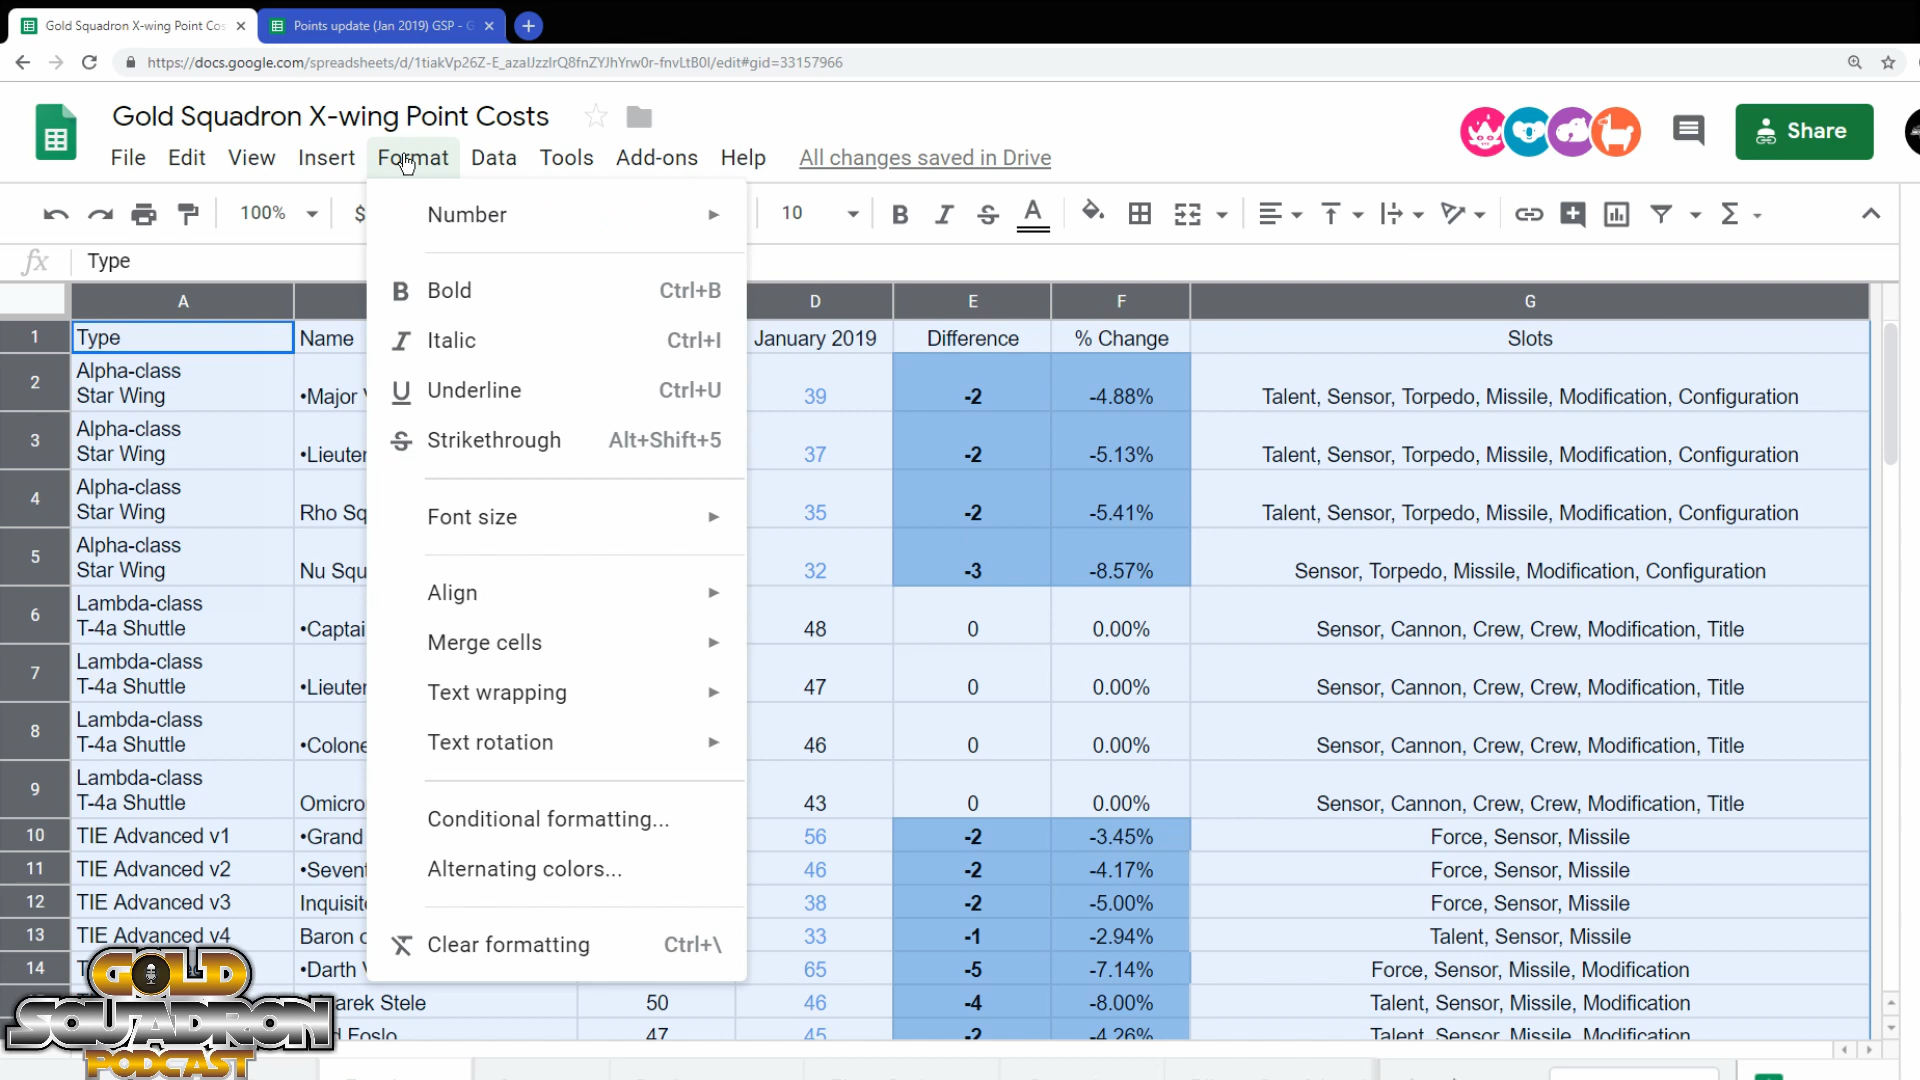 Gold Squadron X-wing Point Cos
Points update (Jan 2019) GSP - G
https://docs.google.com/spreadsheets/d/1tiakVp26Z-E_azaIJzzIrQ8fnZYJhYrw0r-fnvLtB0I/edit#gid=33157966
Gold Squadron X-wing Point Costs
File Edit View Insert Format Data Tools Add-ons Help All changes saved in Drive
Share
100% $ 10
fx Type
A D E F G
1 Type Name January 2019 Difference % Change Slots
2 Alpha-class
Star Wing •Major V 39 -2 -4.88% Talent, Sensor, Torpedo, Missile, Modification, Configuration
3 Alpha-class
Star Wing •Lieuter 37 -2 -5.13% Talent, Sensor, Torpedo, Missile, Modification, Configuration
4 Alpha-class
Star Wing Rho Sq 35 -2 -5.41% Talent, Sensor, Torpedo, Missile, Modification, Configuration
5 Alpha-class
Star Wing Nu Squ 32 -3 -8.57% Sensor, Torpedo, Missile, Modification, Configuration
6 Lambda-class
T-4a Shuttle •Captai 48 0 0.00% Sensor, Cannon, Crew, Crew, Modification, Title
7 Lambda-class
T-4a Shuttle •Lieuter 47 0 0.00% Sensor, Cannon, Crew, Crew, Modification, Title
8 Lambda-class
T-4a Shuttle •Colone 46 0 0.00% Sensor, Cannon, Crew, Crew, Modification, Title
9 Lambda-class
T-4a Shuttle Omicro 43 0 0.00% Sensor, Cannon, Crew, Crew, Modification, Title
10 TIE Advanced v1 •Grand 56 -2 -3.45% Force, Sensor, Missile
11 TIE Advanced v2 •Seven 46 -2 -4.17% Force, Sensor, Missile
12 TIE Advanced v3 Inquisit 38 -2 -5.00% Force, Sensor, Missile
13 TIE Advanced v4 Baron o 33 -1 -2.94% Talent, Sensor, Missile
14 •Darth V 65 -5 -7.14% Force, Sensor, Missile, Modification
arek Stele 50 46 -4 -8.00% Talent, Sensor, Missile, Modification
d Foslo 47 45 -2 -4.26% Talent, Sensor, Missile, Modification
Number
B Bold Ctrl+B
I Italic Ctrl+I
U Underline Ctrl+U
S Strikethrough Alt+Shift+5
Font size
Align
Merge cells
Text wrapping
Text rotation
Conditional formatting...
Alternating colors...
Clear formatting Ctrl+\
GOLD
SQUADRON
PODCAST